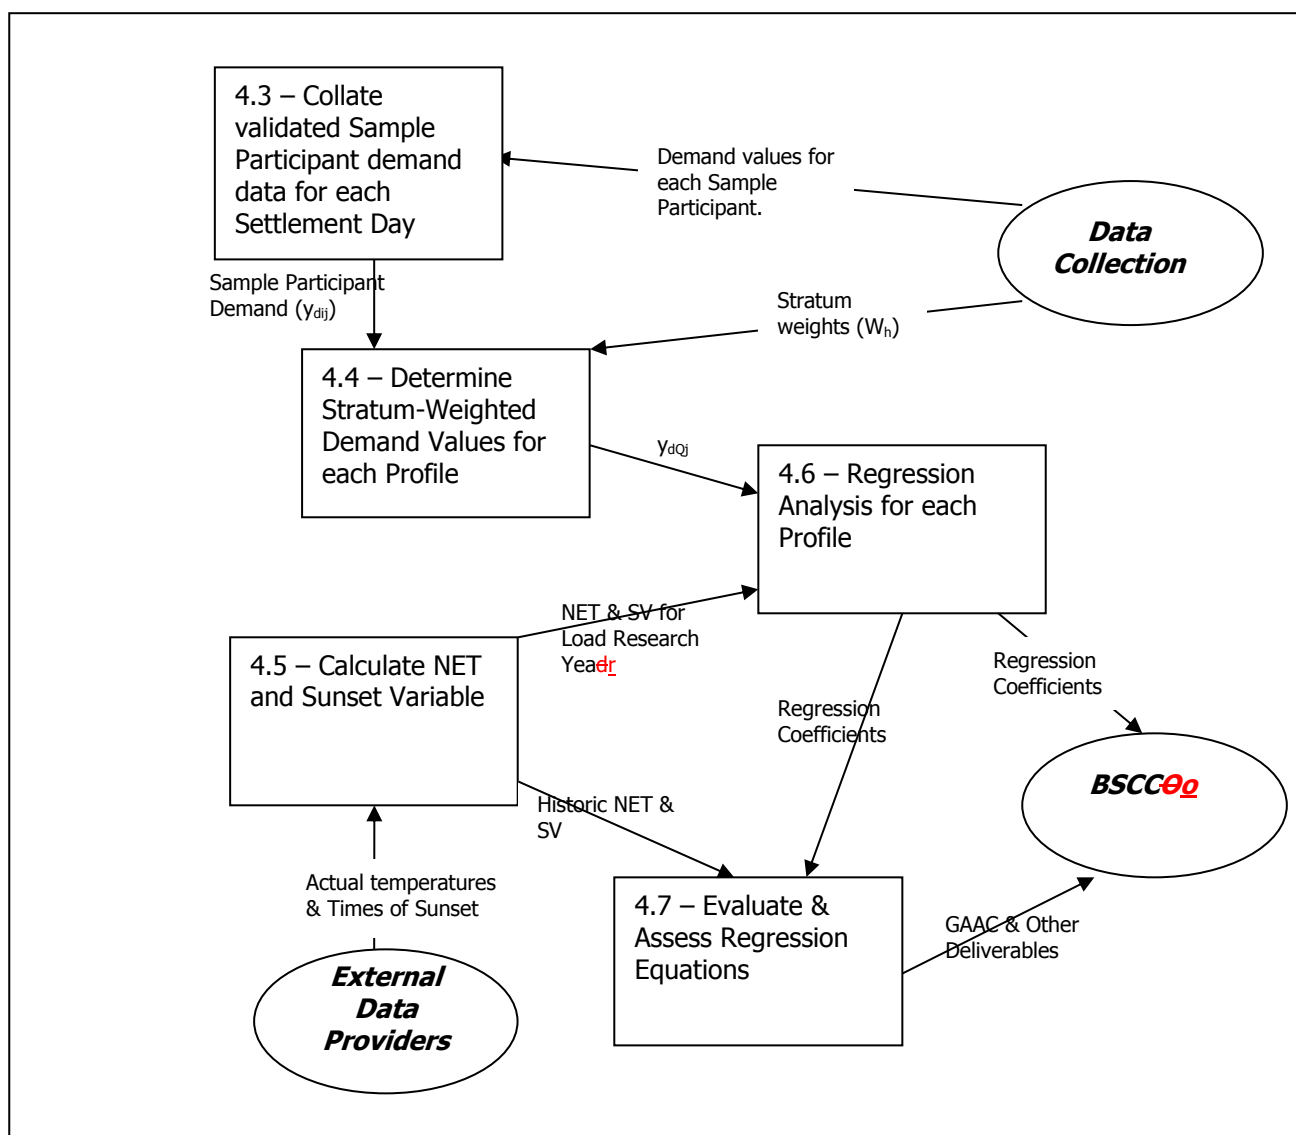 4.3 – Collate
validated Sample
Participant demand
data for each
Settlement Day
Demand values for
each Sample
Participant.
Data
Collection
Sample Participant
Demand (ydij)
Stratum
weights (Wh)
4.4 – Determine
Stratum-Weighted
Demand Values for
each Profile
ydQj
4.6 – Regression
Analysis for each
Profile
NET & SV for
Load Research
Yeadr
4.5 – Calculate NET
and Sunset Variable
Regression
Coefficients
Regression
Coefficients
BSCCOo
Historic NET &
SV
Actual temperatures
& Times of Sunset
4.7 – Evaluate &
Assess Regression
Equations
GAAC & Other
Deliverables
External
Data
Providers